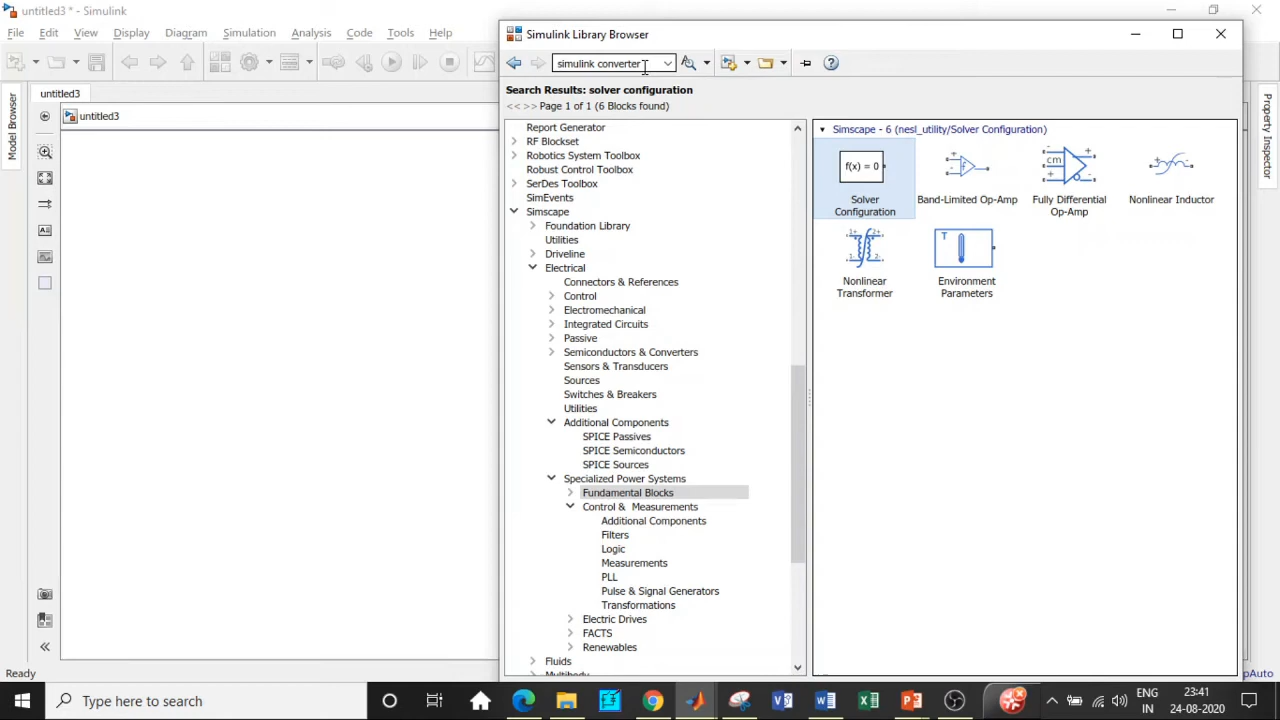 untitled3 * - Simulink
File Edit View Display Diagram Simulation Analysis Code Tools Help
untitled3
untitled3
Model Browser
Property Inspector
Ready
pAuto
Simulink Library Browser
simulink converter
Search Results: solver configuration
<< >> Page 1 of 1 (6 Blocks found)
Report Generator
RF Blockset
Robotics System Toolbox
Robust Control Toolbox
SerDes Toolbox
SimEvents
Simscape
Foundation Library
Utilities
Driveline
Electrical
Connectors & References
Control
Electromechanical
Integrated Circuits
Passive
Semiconductors & Converters
Sensors & Transducers
Sources
Switches & Breakers
Utilities
Additional Components
SPICE Passives
SPICE Semiconductors
SPICE Sources
Specialized Power Systems
Fundamental Blocks
Control & Measurements
Additional Components
Filters
Logic
Measurements
PLL
Pulse & Signal Generators
Transformations
Electric Drives
FACTS
Renewables
Fluids
Multibody
Simscape - 6 (nesl_utility/Solver Configuration)
f(x) = 0
cm
Solver
Configuration
Band-Limited Op-Amp
Fully Differential
Op-Amp
Nonlinear Inductor
1+ 2+
1- 2-
T
Nonlinear
Transformer
Environment
Parameters
Type here to search
ENG
IN
23:41
24-08-2020